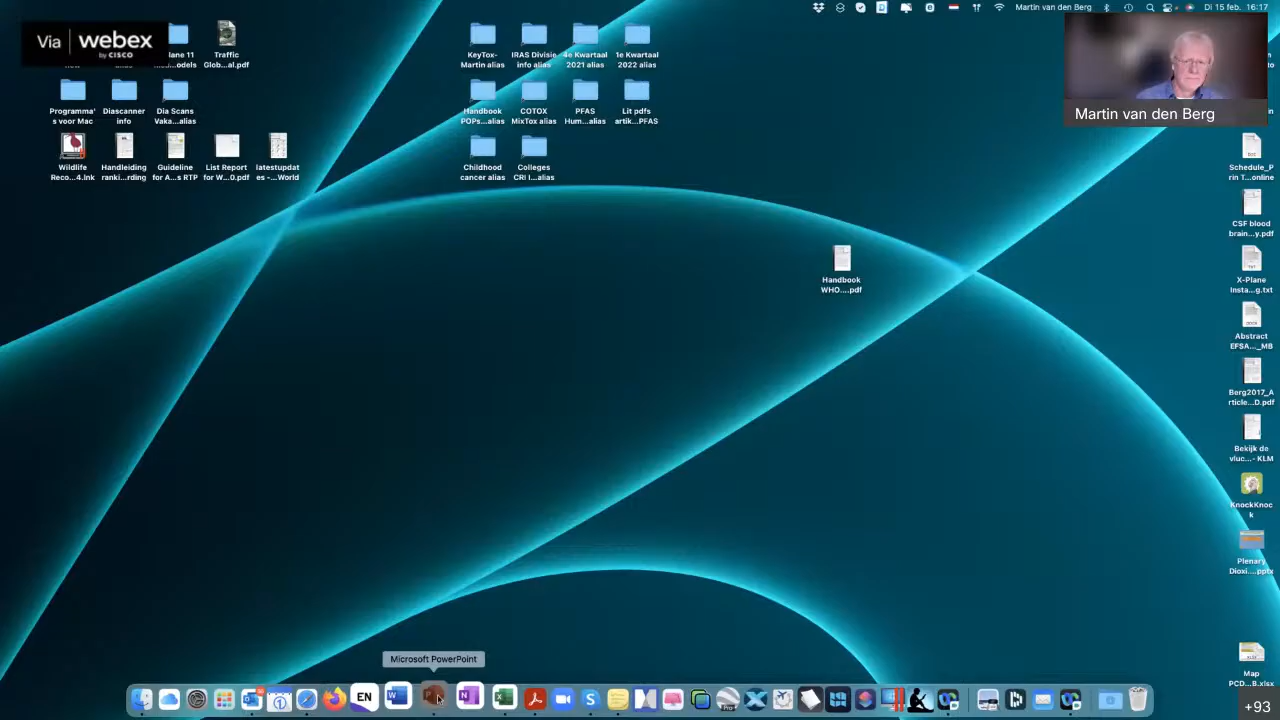 Via webex
by CISCO
Martin van den Berg
Di 15 feb. 16:17
Martin van den Berg
Traffic
Glob...al.pdf
KeyTox-
Martin alias
IRAS Divisie
info alias
4e Kwartaal
2021 alias
1e Kwartaal
2022 alias
Programma's
voor Mac
Diascanner
info
Dia Scans
Vaka...alias
Handbook
POPs...alias
COTOX
MixTox alias
PFAS
Hum...alias
Lit pdfs
artik...PFAS
Wildlife
Reco...4.lnk
Handleiding
ranki...rding
Guideline
for A...s RTP
List Report
for W...0.pdf
latestupdat
es -...World
Childhood
cancer alias
Colleges
CRI I...alias
Schedule_P
rin T...online
CSF blood
brain...y.pdf
Handbook
WHO....pdf
X-Plane
Insta...g.txt
Abstract
EFSA..._MB
Berg2017_A
rticle...D.pdf
Bekijk de
vluc...- KLM
KnockKnoc
k
Plenary
Dioxi....pptx
Map
PCD...B.xlsx
+93
Microsoft PowerPoint
EN